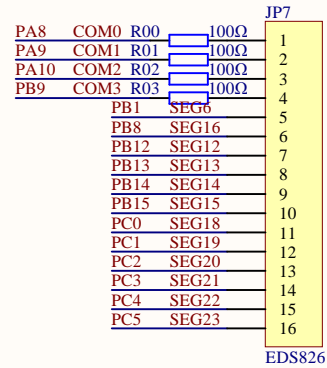 JP7
PA8 COM0 R00 100Ω 1
PA9 COM1 R01 100Ω 2
PA10 COM2 R02 100Ω 3
PB9 COM3 R03 100Ω 4
PB1 SEG6 5
PB8 SEG16 6
PB12 SEG12 7
PB13 SEG13 8
PB14 SEG14 9
PB15 SEG15 10
PC0 SEG18 11
PC1 SEG19 12
PC2 SEG20 13
PC3 SEG21 14
PC4 SEG22 15
PC5 SEG23 16
EDS826